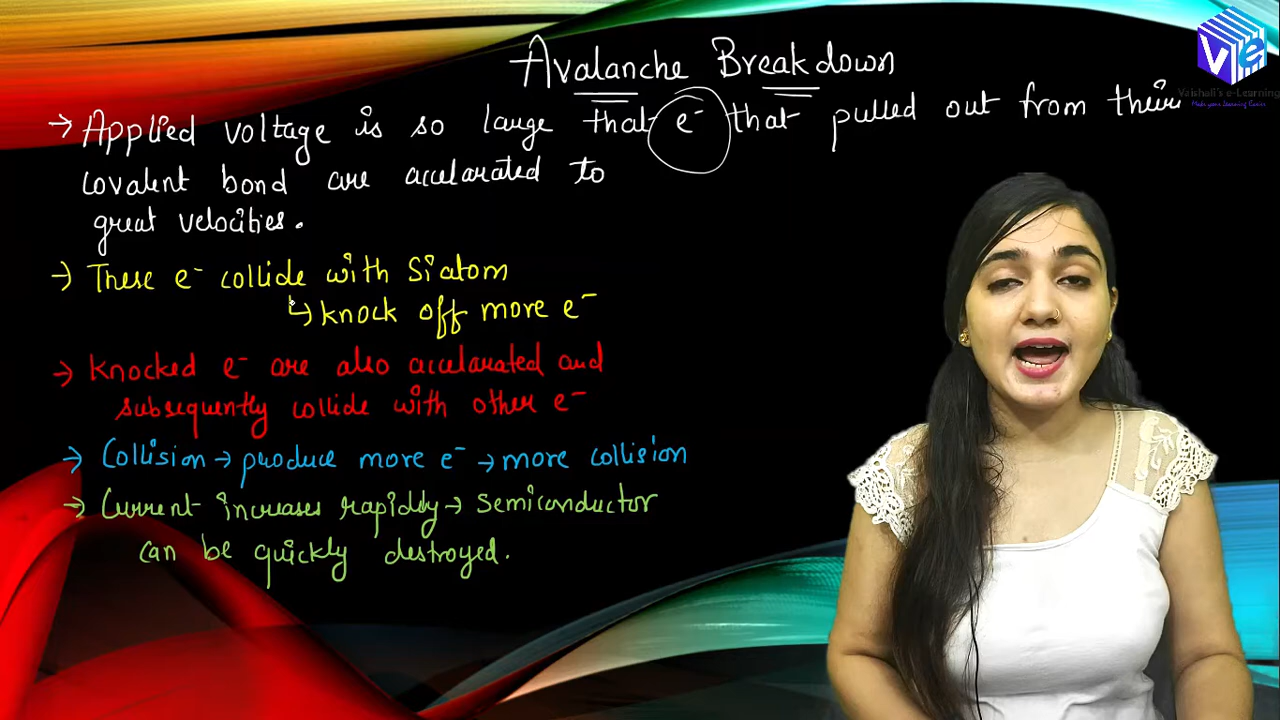 Avalanche Breakdown
→ Applied voltage is so large that e⁻ that pulled out from their
covalent bond are accelarated to
great velocities.
→ These e⁻ collide with Si atom
↳ knock off more e⁻
→ Knocked e⁻ are also accelarated and
subsequently collide with other e⁻
→ Collision → produce more e⁻ → more collision
→ Current increases rapidly → semiconductor
can be quickly destroyed.
Ve
Vaishali's e-Learning